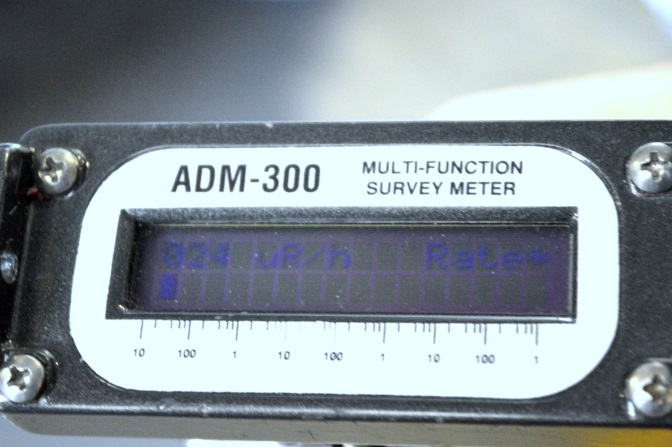 ADM-300
MULTI-FUNCTION
SURVEY METER
024 uR/h Rate*
10 100 1 10 100 1 10 100 1